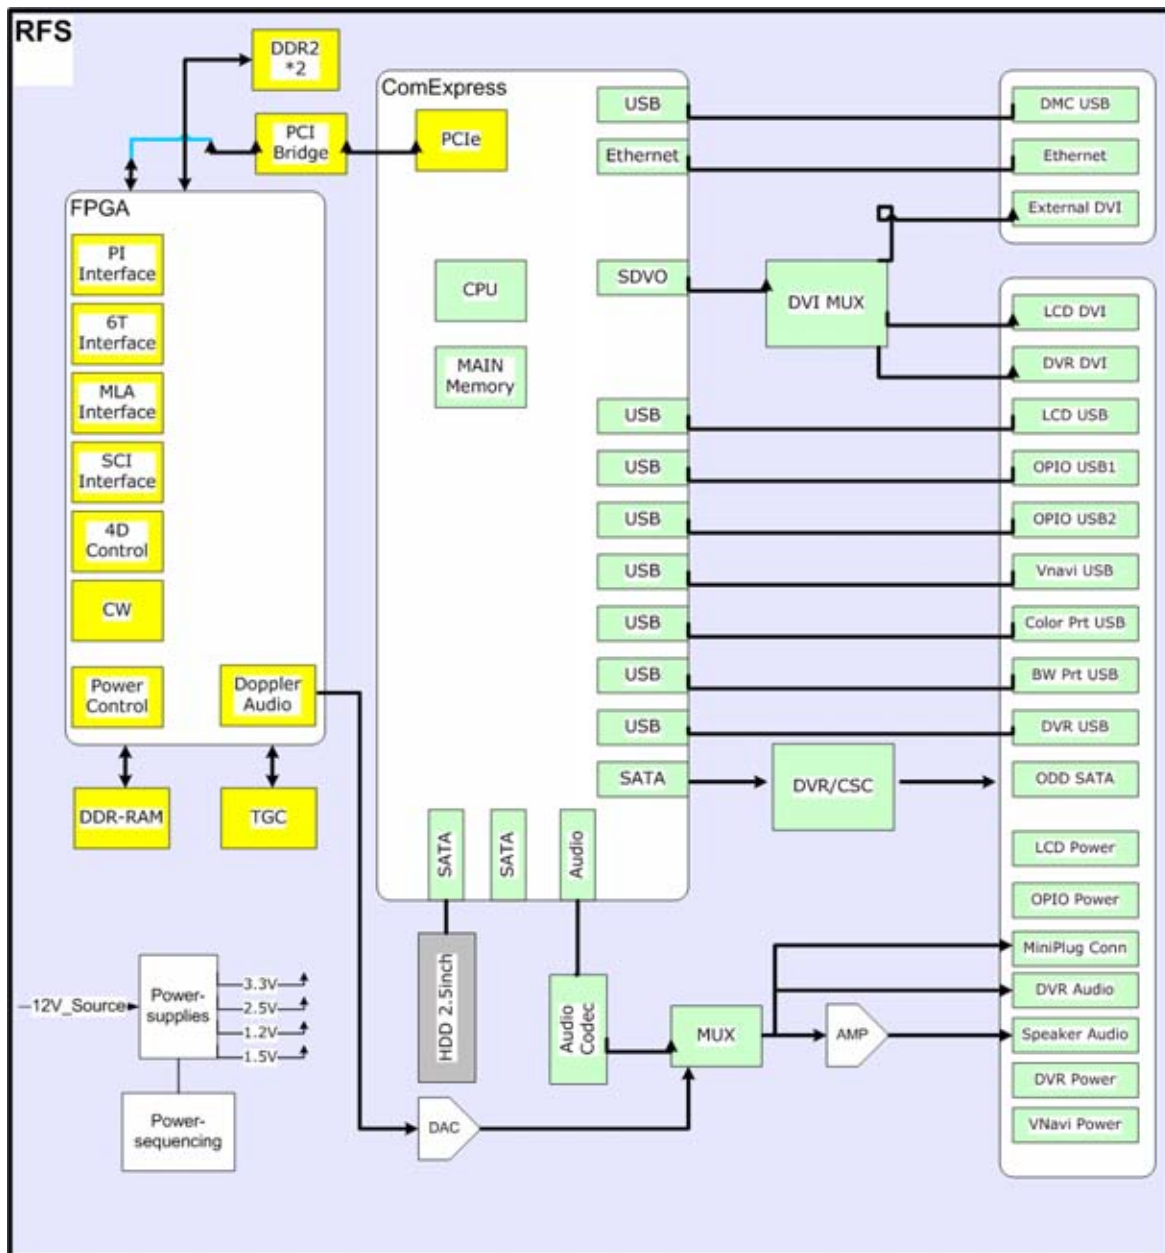 RFS
DDR2
*2
PCI
Bridge
FPGA
PI
Interface
6T
Interface
MLA
Interface
SCI
Interface
4D
Control
CW
Power
Control
Doppler
Audio
DDR-RAM
TGC
ComExpress
PCIe
CPU
MAIN
Memory
USB
Ethernet
SDVO
USB
USB
USB
USB
USB
USB
USB
SATA
SATA
SATA
Audio
DVI MUX
DVR/CSC
DMC USB
Ethernet
External DVI
LCD DVI
DVR DVI
LCD USB
OPIO USB1
OPIO USB2
Vnavi USB
Color Prt USB
BW Prt USB
DVR USB
ODD SATA
LCD Power
OPIO Power
MiniPlug Conn
DVR Audio
Speaker Audio
DVR Power
VNavi Power
HDD 2.5inch
Audio
Codec
MUX
AMP
DAC
12V_Source
Power-
supplies
3.3V
2.5V
1.2V
1.5V
Power-
sequencing